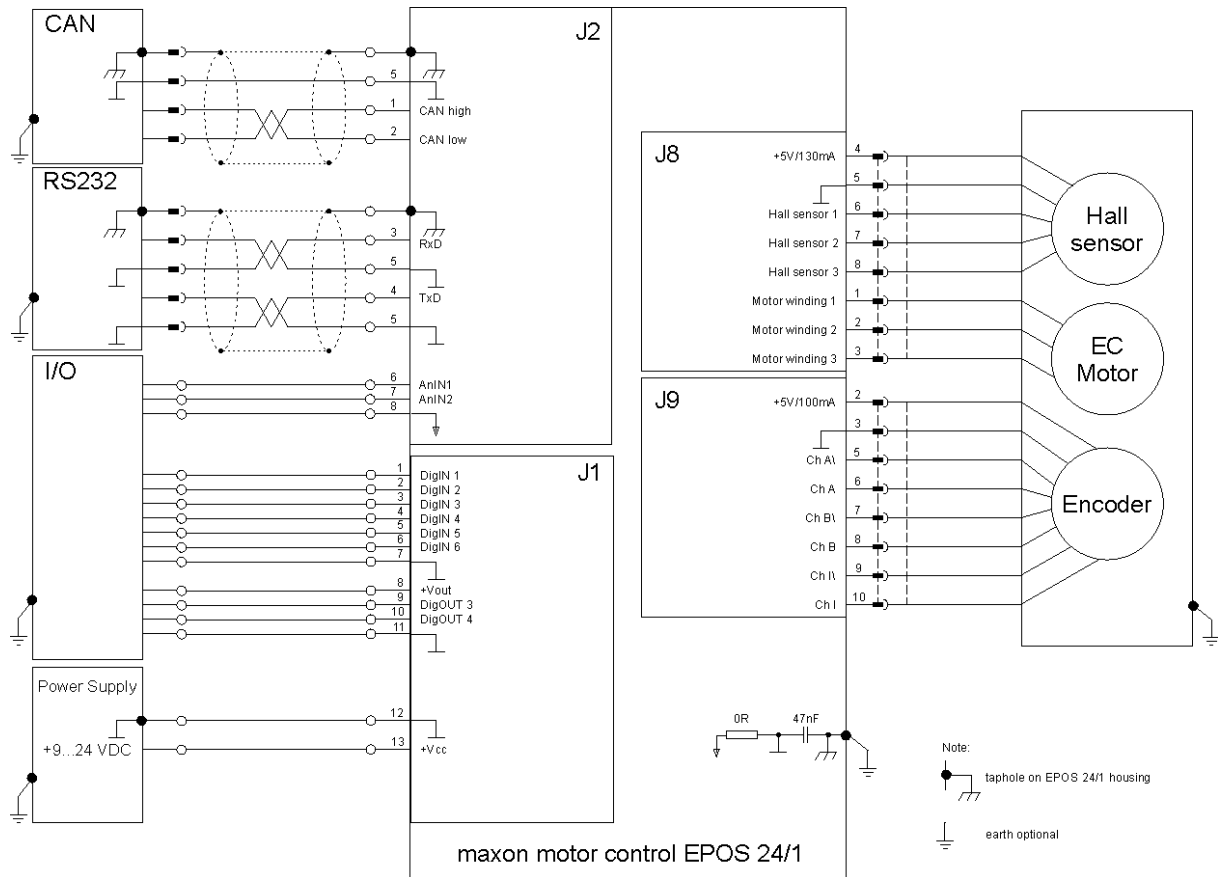 CAN
J2
5
1
CAN high
2
CAN low
RS232
3
RxD
5
4
TxD
5
I/O
6
AnIN1
7
AnIN2
8
J1
1
DigIN 1
2
DigIN 2
3
DigIN 3
4
DigIN 4
5
DigIN 5
6
DigIN 6
7
8
+Vout
9
DigOUT 3
10
DigOUT 4
11
Power Supply
+9...24 VDC
12
13
+Vcc
J8
+5V/130mA
4
5
Hall sensor 1
6
Hall sensor 2
7
Hall sensor 3
8
Motor winding 1
1
Motor winding 2
2
Motor winding 3
3
Hall
sensor
EC
Motor
J9
+5V/100mA
2
3
Ch A\
5
Ch A
6
Ch B\
7
Ch B
8
Ch I\
9
Ch I
10
Encoder
0R
47nF
Note:
taphole on EPOS 24/1 housing
earth optional
maxon motor control EPOS 24/1